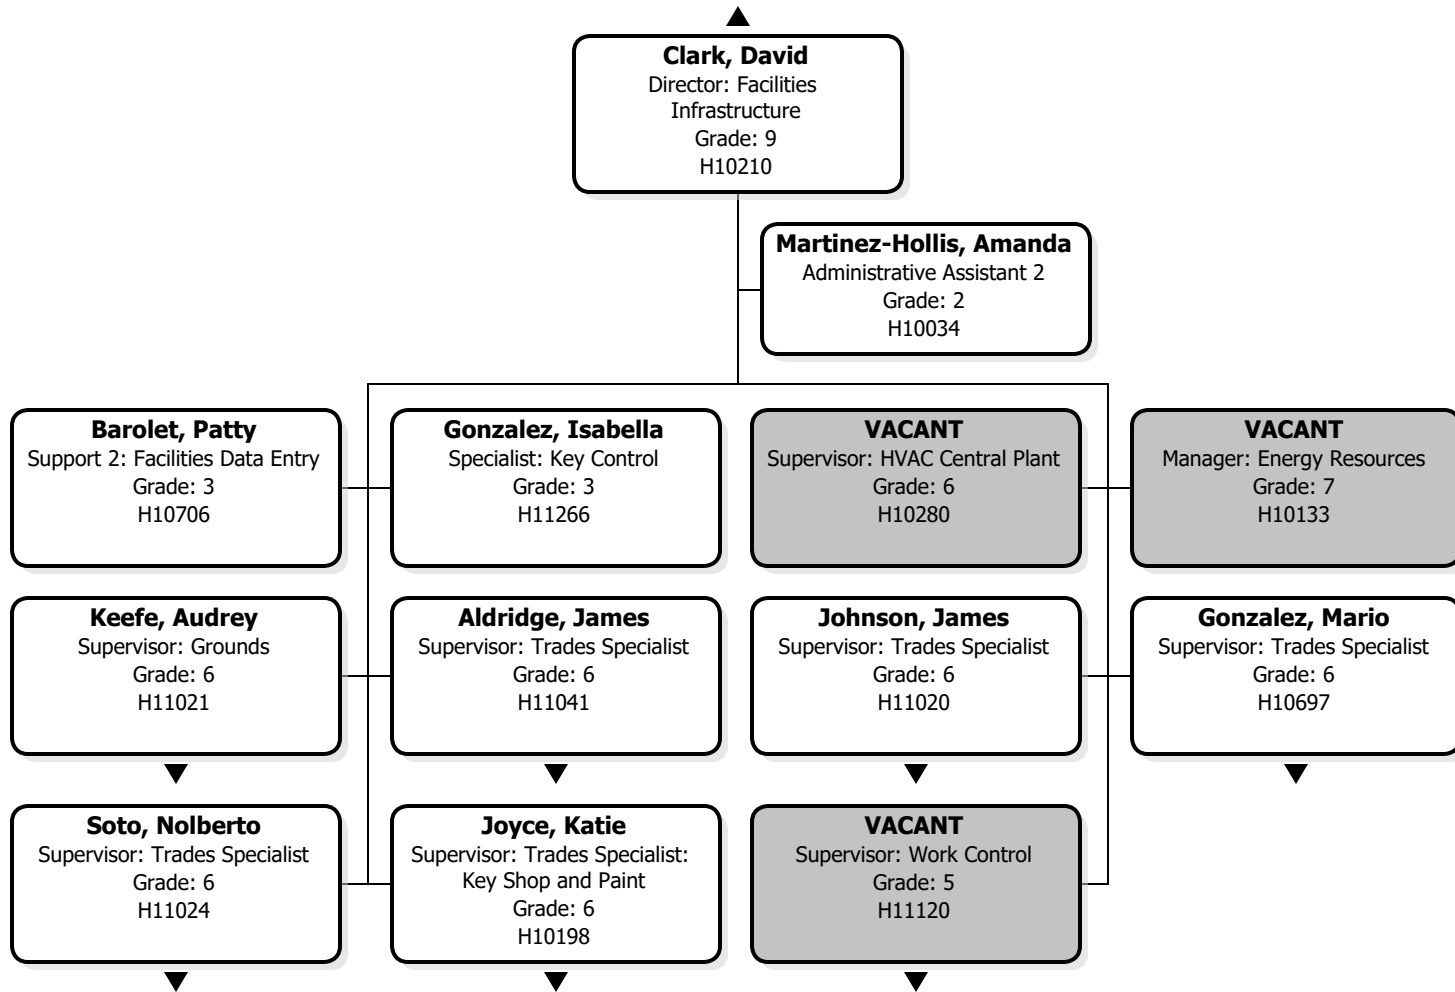 Clark, David
Director: Facilities
Infrastructure
Grade: 9
H10210
Martinez-Hollis, Amanda
Administrative Assistant 2
Grade: 2
H10034
Barolet, Patty
Support 2: Facilities Data Entry
Grade: 3
H10706
Gonzalez, Isabella
Specialist: Key Control
Grade: 3
H11266
VACANT
Supervisor: HVAC Central Plant
Grade: 6
H10280
VACANT
Manager: Energy Resources
Grade: 7
H10133
Keefe, Audrey
Supervisor: Grounds
Grade: 6
H11021
Aldridge, James
Supervisor: Trades Specialist
Grade: 6
H11041
Johnson, James
Supervisor: Trades Specialist
Grade: 6
H11020
Gonzalez, Mario
Supervisor: Trades Specialist
Grade: 6
H10697
Soto, Nolberto
Supervisor: Trades Specialist
Grade: 6
H11024
Joyce, Katie
Supervisor: Trades Specialist:
Key Shop and Paint
Grade: 6
H10198
VACANT
Supervisor: Work Control
Grade: 5
H11120